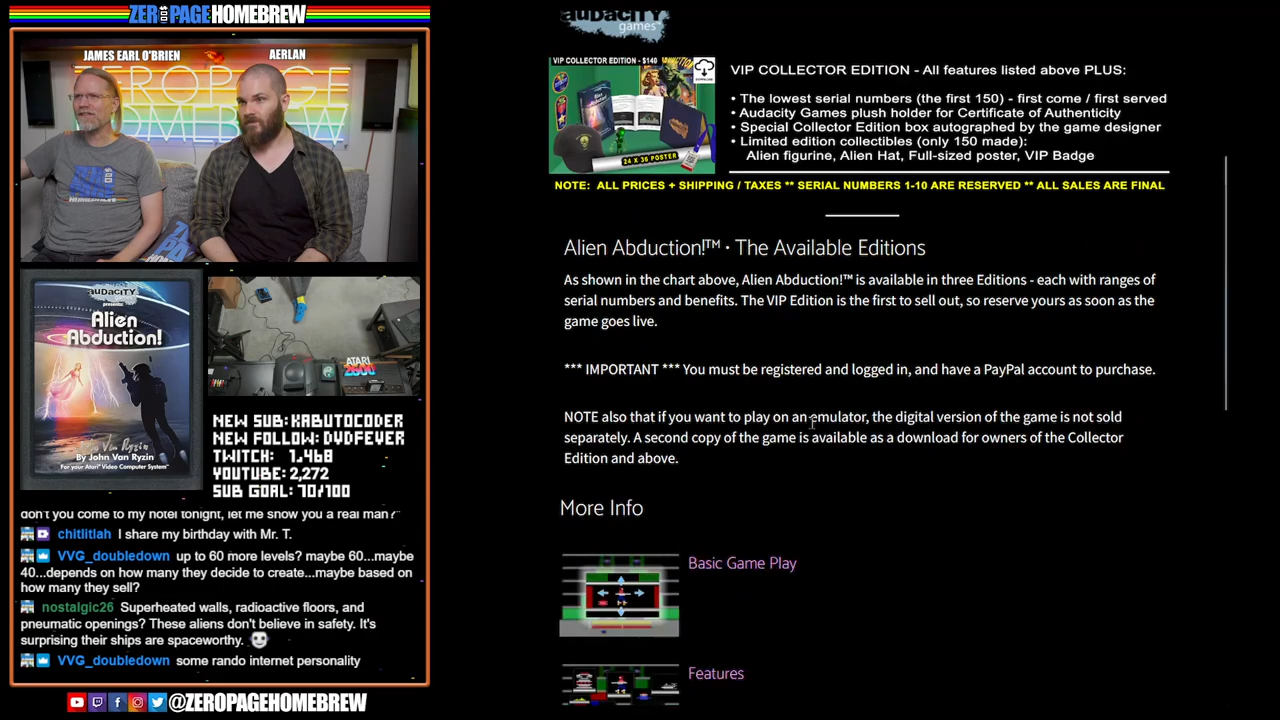 ZEROPAGEHOMEBREW
JAMES EARL O'BRIEN
AERLAN
ZEROPAGE
HOMEBREW
AUDACITY
presents:
Alien
Abduction!
By John Van Ryzin
For your Atari Video Computer System™
ATARI
2600
NEW SUB: KABUTOCODER
NEW FOLLOW: DVDFEVER
TWITCH: 1,468
YOUTUBE: 2,272
SUB GOAL: 70/100
don't you come to my hotel tonight, let me show you a real man?"
chitlitlah I share my birthday with Mr. T.
VVG_doubledown up to 60 more levels? maybe 60...maybe
40...depends on how many they decide to create...maybe based on
how many they sell?
nostalgic26 Superheated walls, radioactive floors, and
pneumatic openings? These aliens don't believe in safety. It's
surprising their ships are spaceworthy.
VVG_doubledown some rando internet personality
@ZEROPAGEHOMEBREW
AUDACITY
games™
VIP COLLECTOR EDITION - $140
DOWNLOAD
24 X 36 POSTER
VIP COLLECTOR EDITION - All features listed above PLUS:
• The lowest serial numbers (the first 150) - first come / first served
• Audacity Games plush holder for Certificate of Authenticity
• Special Collector Edition box autographed by the game designer
• Limited edition collectibles (only 150 made):
Alien figurine, Alien Hat, Full-sized poster, VIP Badge
NOTE: ALL PRICES + SHIPPING / TAXES ** SERIAL NUMBERS 1-10 ARE RESERVED ** ALL SALES ARE FINAL
Alien Abduction!™ • The Available Editions
As shown in the chart above, Alien Abduction!™ is available in three Editions - each with ranges of
serial numbers and benefits. The VIP Edition is the first to sell out, so reserve yours as soon as the
game goes live.
*** IMPORTANT *** You must be registered and logged in, and have a PayPal account to purchase.
NOTE also that if you want to play on an emulator, the digital version of the game is not sold
separately. A second copy of the game is available as a download for owners of the Collector
Edition and above.
More Info
Basic Game Play
Features